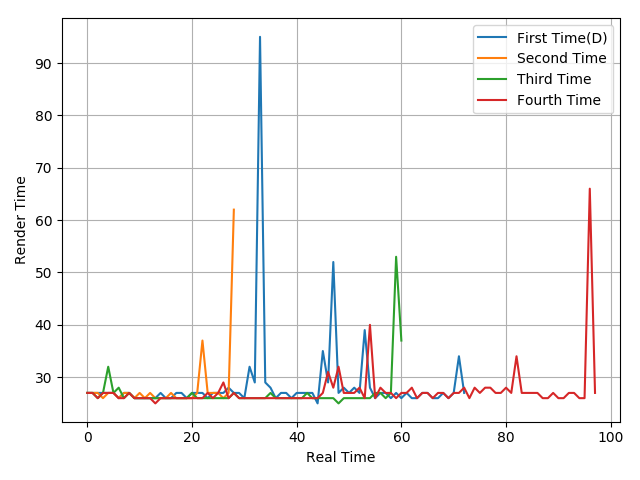 First Time(D)
Second Time
Third Time
Fourth Time
90
80
70
60
50
40
30
Render Time
0
20
40
60
80
100
Real Time